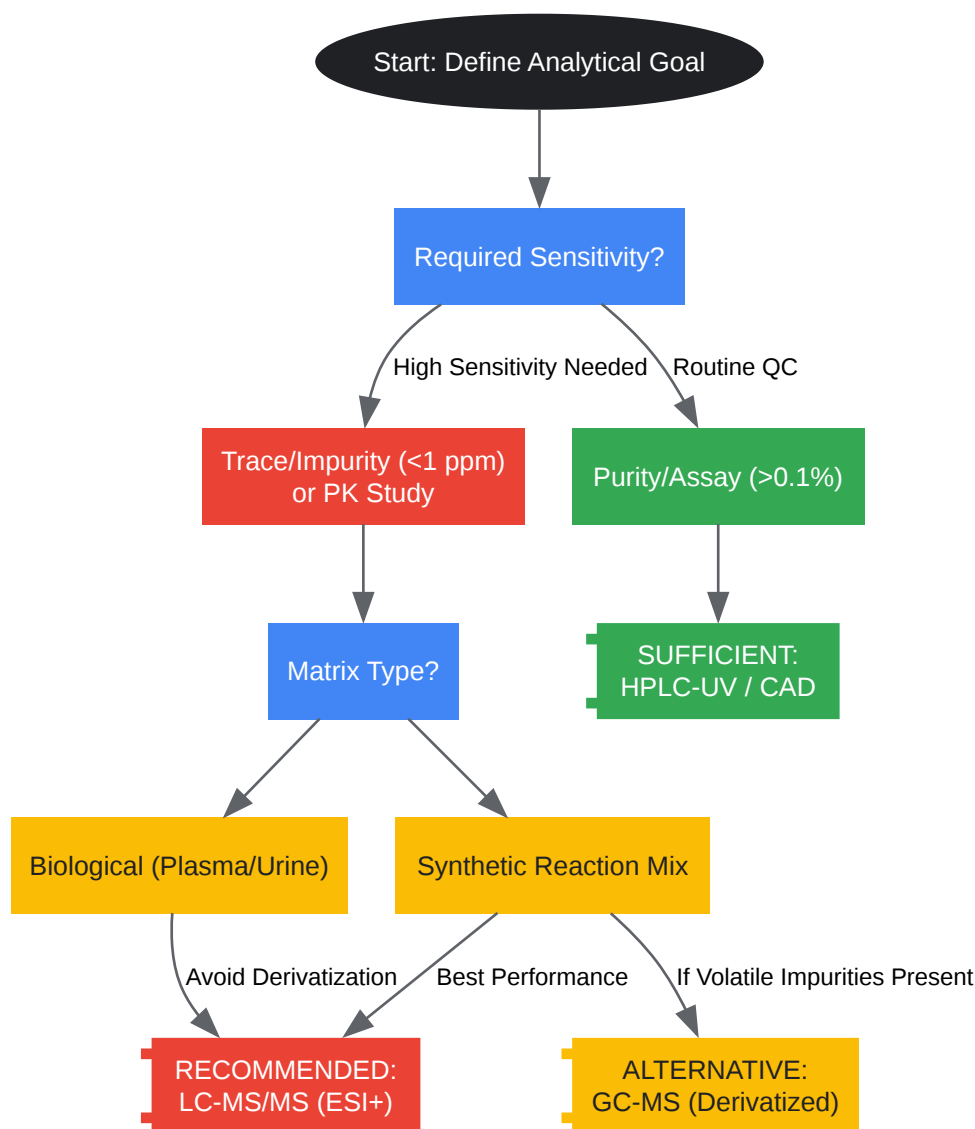 Start: Define Analytical Goal
Required Sensitivity?
High Sensitivity Needed
Routine QC
Trace/Impurity (<1 ppm)
or PK Study
Purity/Assay (>0.1%)
Matrix Type?
SUFFICIENT:
HPLC-UV / CAD
Biological (Plasma/Urine)
Synthetic Reaction Mix
Avoid Derivatization
Best Performance
If Volatile Impurities Present
RECOMMENDED:
LC-MS/MS (ESI+)
ALTERNATIVE:
GC-MS (Derivatized)